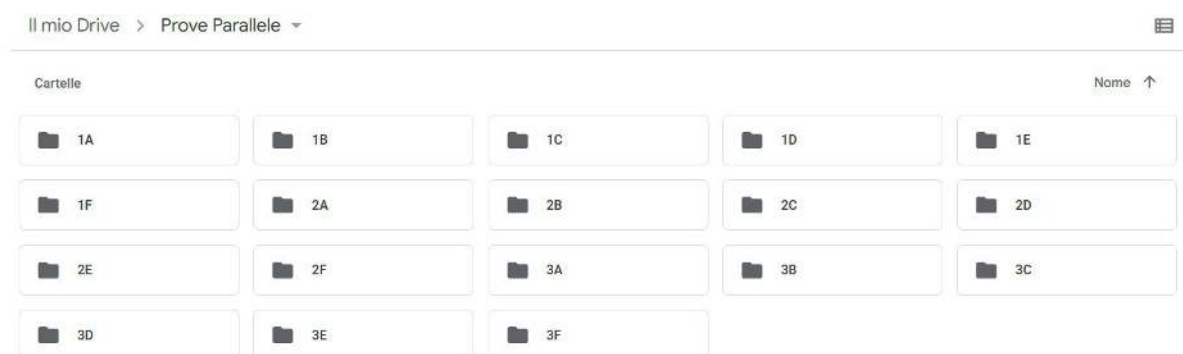 Il mio Drive > Prove Parallele
Cartelle Nome ↑
1A 1B 1C 1D 1E
1F 2A 2B 2C 2D
2E 2F 3A 3B 3C
3D 3E 3F